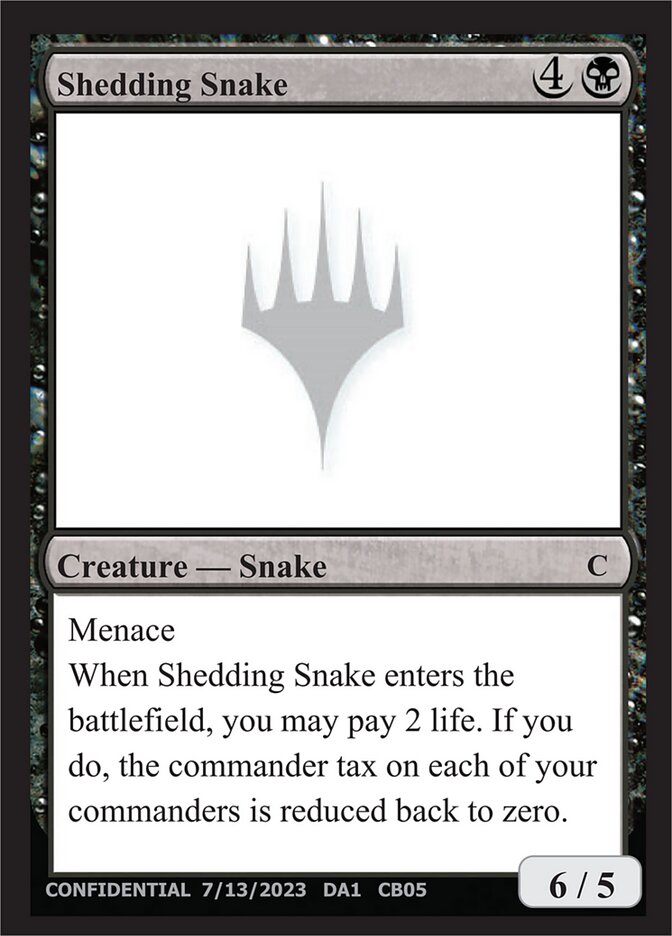 Shedding Snake 4
Creature — Snake C
Menace
When Shedding Snake enters the
battlefield, you may pay 2 life. If you
do, the commander tax on each of your
commanders is reduced back to zero.
CONFIDENTIAL 7/13/2023 DA1 CB05
6 / 5